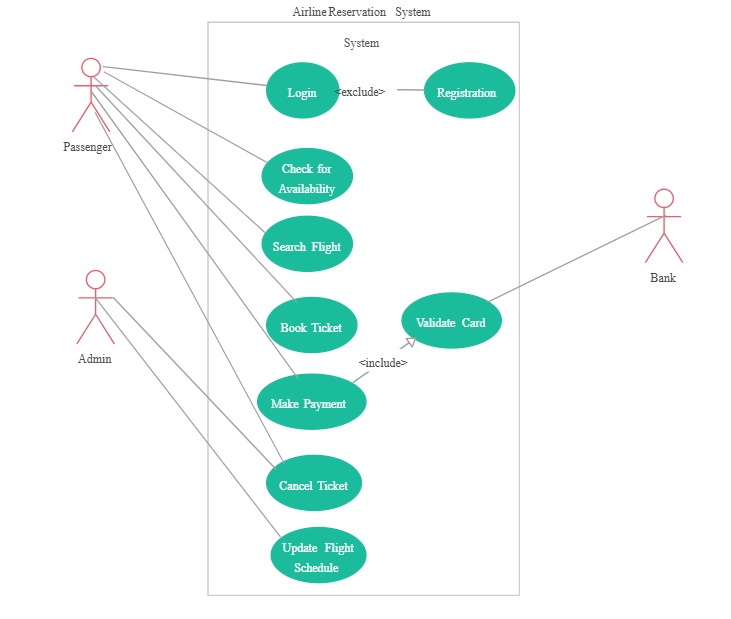 Airline Reservation System
System
Login
<exclude>
Registration
Passenger
Check for
Availability
Search Flight
Bank
Book Ticket
Validate Card
Admin
<include>
Make Payment
Cancel Ticket
Update Flight
Schedule